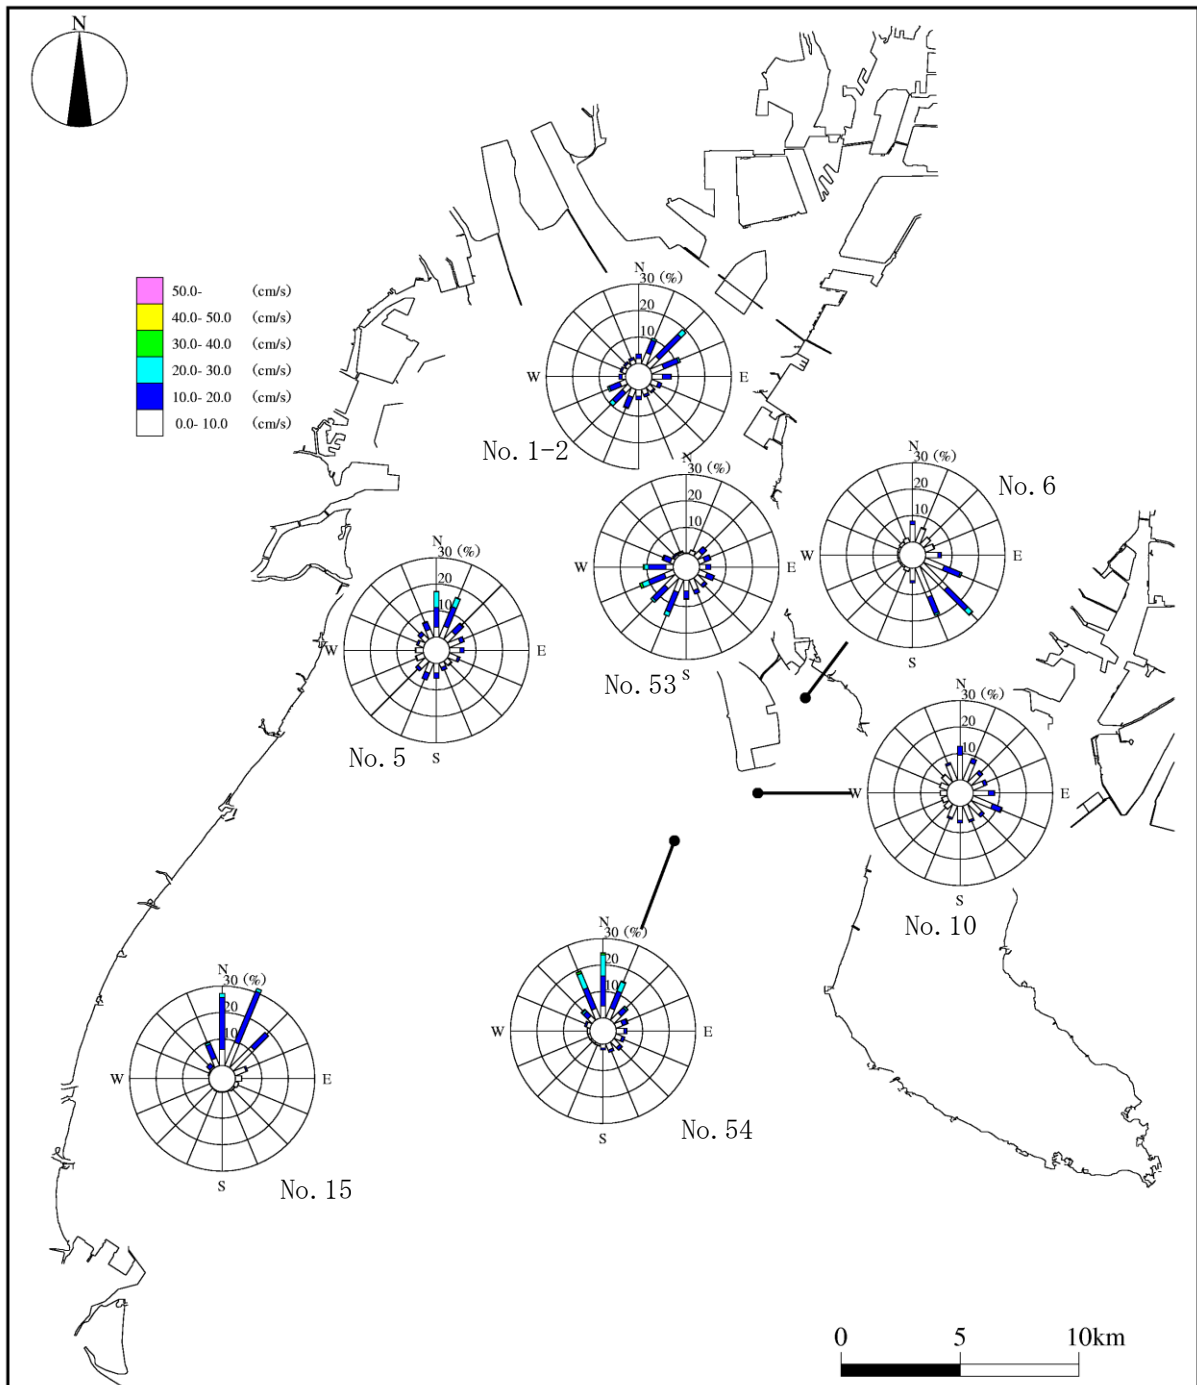 N
50.0- (cm/s)
40.0- 50.0 (cm/s)
30.0- 40.0 (cm/s)
20.0- 30.0 (cm/s)
10.0- 20.0 (cm/s)
0.0- 10.0 (cm/s)
N
30 (%)
20
10
W
E
No. 1-2
N
30 (%)
20
10
W
E
S
No. 53
N
30 (%)
20
10
W
E
S
No. 6
N
30 (%)
20
10
W
E
S
No. 5
N
30 (%)
20
10
W
E
S
No. 10
N
30 (%)
20
10
W
E
S
No. 54
N
30 (%)
20
10
W
E
S
No. 15
0 5 10km